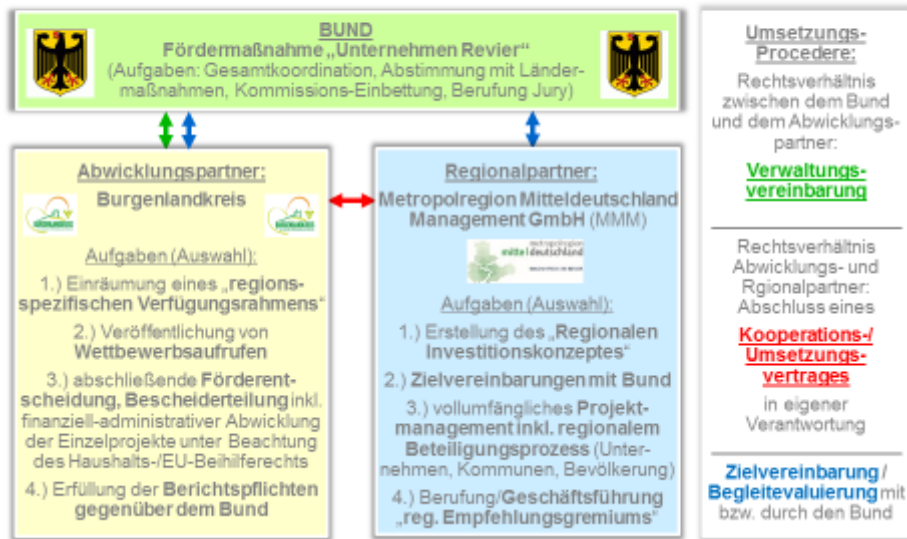 BUND
Fördermaßnahme „Unternehmen Revier“
(Aufgaben: Gesamtkoordination, Abstimmung mit Länder-
maßnahmen, Kommissions-Einbettung, Berufung Jury)
Abwicklungspartner:
Burgenlandkreis
Aufgaben (Auswahl):
1.) Einräumung eines „regions-
spezifischen Verfügungsrahmens“
2.) Veröffentlichung von
Wettbewerbsaufrufen
3.) abschließende Förderent-
scheidung, Bescheiderteilung inkl.
finanziell-administrativer Abwicklung
der Einzelprojekte unter Beachtung
des Haushalts-/EU-Beihilferechts
4.) Erfüllung der Berichtspflichten
gegenüber dem Bund
Regionalpartner:
Metropolregion Mitteldeutschland
Management GmbH (MMM)
metropolregion
mitteldeutschland
Aufgaben (Auswahl):
1.) Erstellung des „Regionalen
Investitionskonzeptes“
2.) Zielvereinbarungen mit Bund
3.) vollumfängliches Projekt-
management inkl. regionalem
Beteiligungsprozess (Unter-
nehmen, Kommunen, Bevölkerung)
4.) Berufung/Geschäftsführung
„reg. Empfehlungsgremiums“
Umsetzungs-
Procedere:
Rechtsverhältnis
zwischen dem Bund
und dem Abwicklungs-
partner:
Verwaltungs-
vereinbarung
Rechtsverhältnis
Abwicklungs- und
Rgionalpartner:
Abschluss eines
Kooperations-/
Umsetzungs-
vertrages
in eigener
Verantwortung
Zielvereinbarung /
Begleitevaluierung mit
bzw. durch den Bund